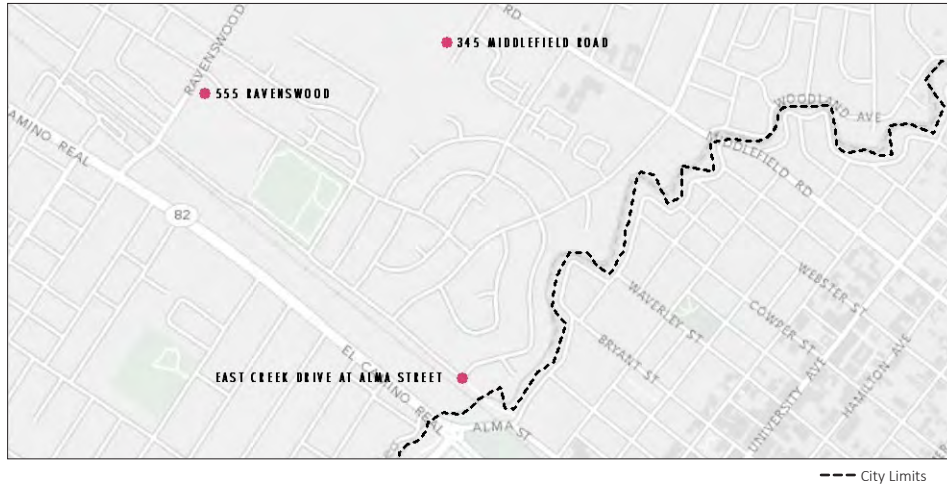 RD
345 MIDDLEFIELD ROAD
RAVENSWOOD
555 RAVENSWOOD
WOODLAND AVE
AMINO REAL
MIDDLEFIELD RD
82
WEBSTER ST
WAVERLEY ST
COWPER ST
BRYANT ST
HAMILTON AVE
UNIVERSITY AVE
EL CAMINO REAL
EAST CREEK DRIVE AT ALMA STREET
ALMA ST
City Limits